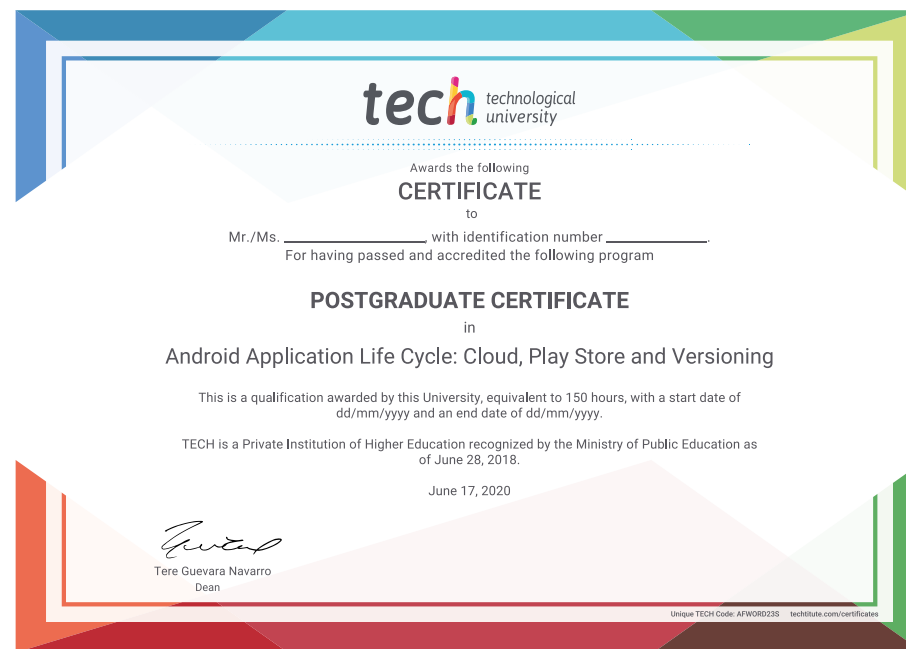 tech technological
university
Awards the following
CERTIFICATE
to
Mr./Ms. ____________________, with identification number ______________.
For having passed and accredited the following program
POSTGRADUATE CERTIFICATE
in
Android Application Life Cycle: Cloud, Play Store and Versioning
This is a qualification awarded by this University, equivalent to 150 hours, with a start date of
dd/mm/yyyy and an end date of dd/mm/yyyy.
TECH is a Private Institution of Higher Education recognized by the Ministry of Public Education as
of June 28, 2018.
June 17, 2020
Tere Guevara Navarro
Dean
Unique TECH Code: AFWORD23S techtitute.com/certificates